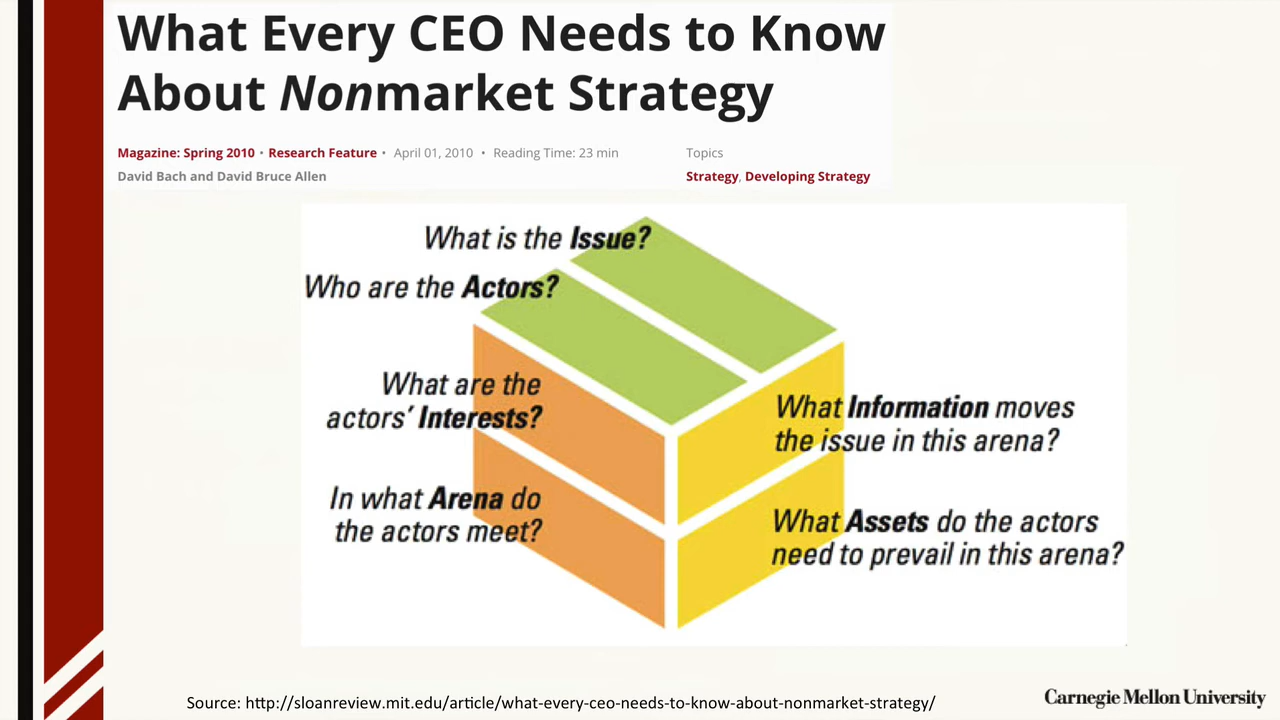 What Every CEO Needs to Know
About Nonmarket Strategy
Magazine: Spring 2010 • Research Feature • April 01, 2010 • Reading Time: 23 min
David Bach and David Bruce Allen
Topics
Strategy, Developing Strategy
What is the Issue?
Who are the Actors?
What are the
actors’ Interests?
In what Arena do
the actors meet?
What Information moves
the issue in this arena?
What Assets do the actors
need to prevail in this arena?
Source: http://sloanreview.mit.edu/article/what-every-ceo-needs-to-know-about-nonmarket-strategy/
Carnegie Mellon University